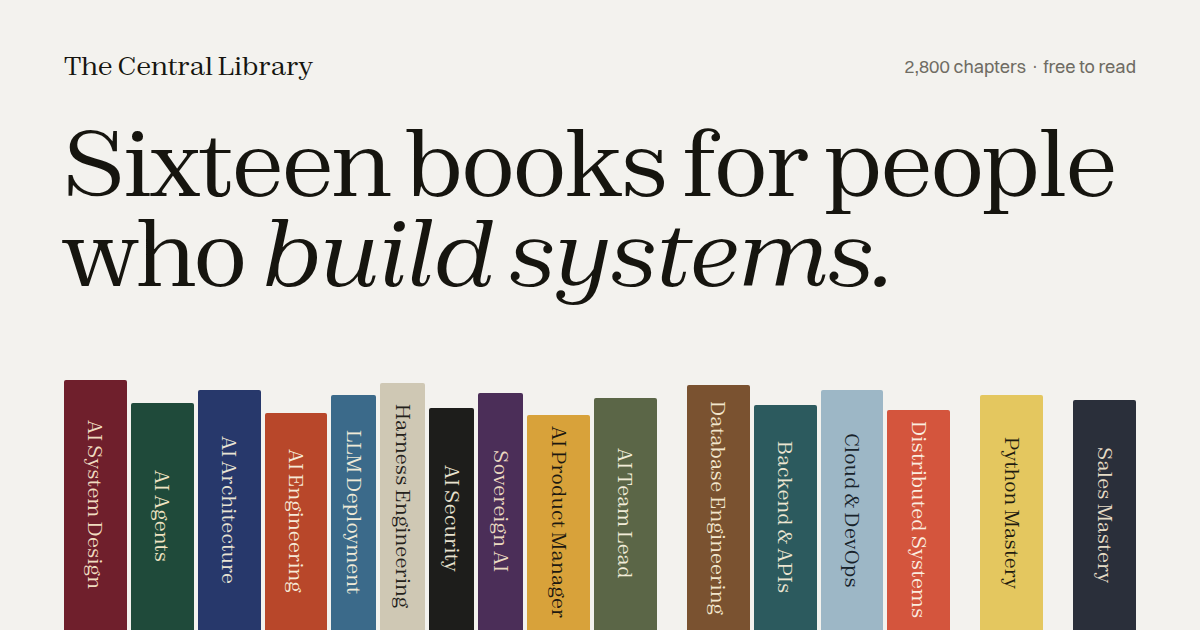 The Central Library
2,800 chapters · free to read
Sixteen books for people
who build systems.
AI System Design
AI Agents
AI Architecture
AI Engineering
LLM Deployment
Harness Engineering
AI Security
Sovereign AI
AI Product Manager
AI Team Lead
Database Engineering
Backend & APIs
Cloud & DevOps
Distributed Systems
Python Mastery
Sales Mastery